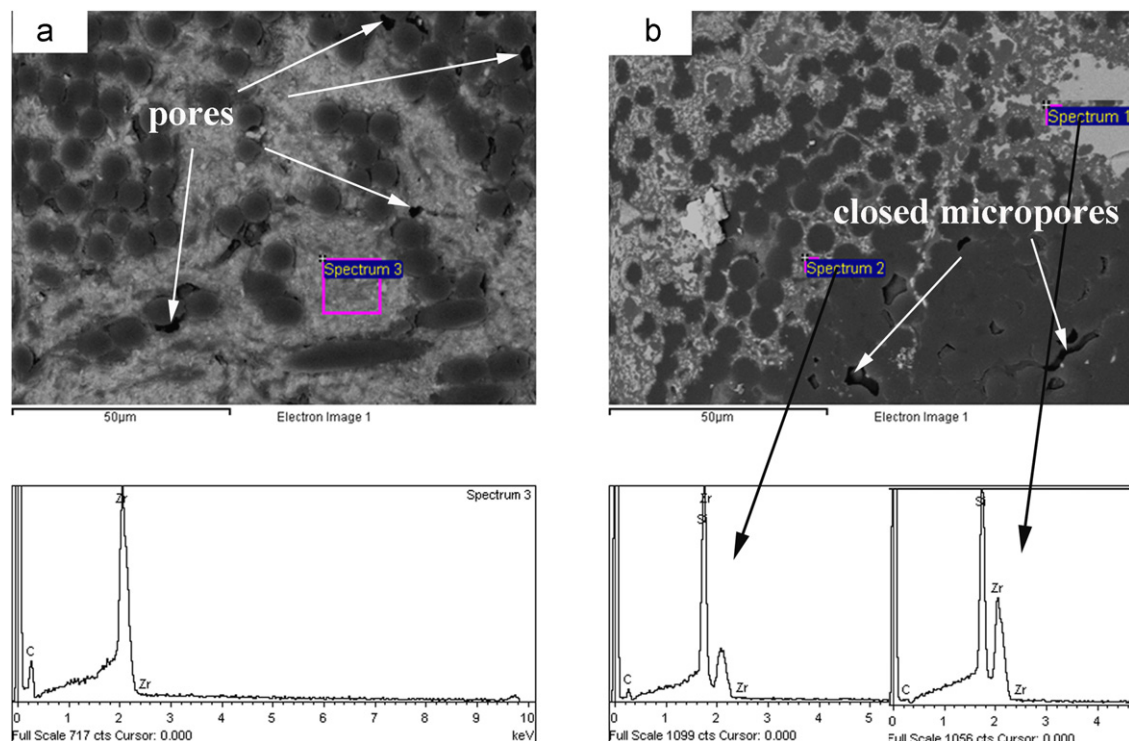 a
pores
Spectrum 3
50µm
Electron Image 1
b
Spectrum 1
closed micropores
Spectrum 2
50µm
Electron Image 1
Zr
Spectrum 3
C
Zr
0 1 2 3 4 5 6 7 8 9 10
Full Scale 717 cts Cursor: 0.000
keV
Zr
Si
C
Zr
0 1 2 3 4 5
Full Scale 1099 cts Cursor: 0.000
Si
Zr
C
Zr
0 1 2 3 4
Full Scale 1056 cts Cursor: 0.000